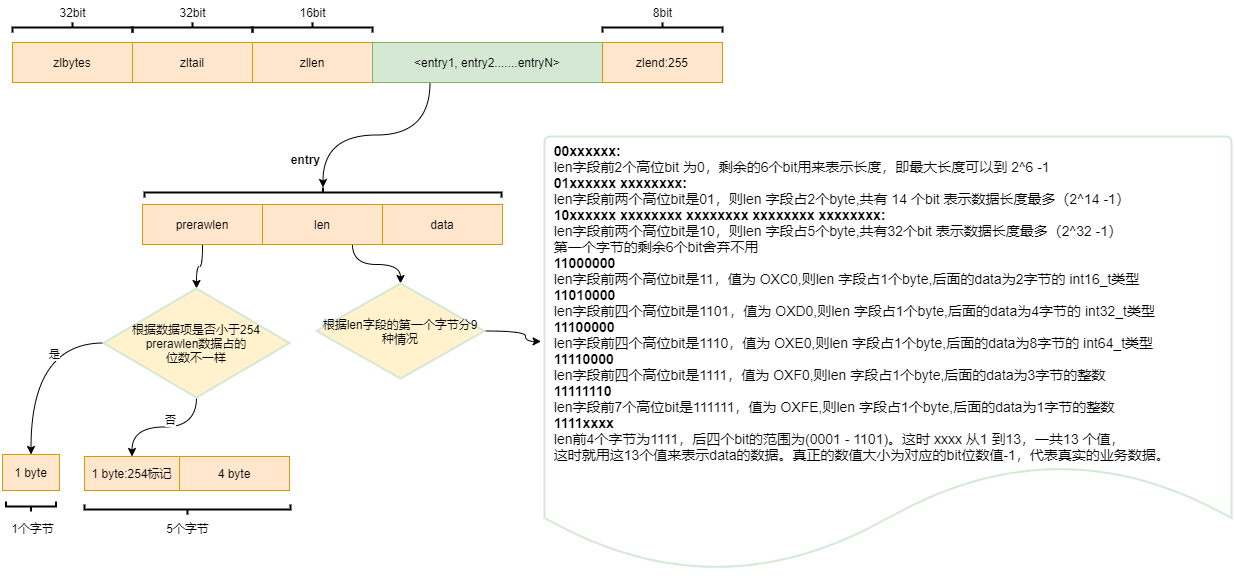 32bit
32bit
16bit
8bit
zlbytes
zltail
zllen
<entry1, entry2.......entryN>
zlend:255
entry
prerawlen
len
data
根据数据项是否小于254
prerawlen数据占的
位数不一样
根据len字段的第一个字节分9
种情况
是
否
1 byte
1 byte:254标记
4 byte
1个字节
5个字节
00xxxxxx:
len字段前2个高位bit 为0，剩余的6个bit用来表示长度，即最大长度可以到 2^6 -1
01xxxxxx xxxxxxxx:
len字段前两个高位bit是01，则len 字段占2个byte,共有 14 个bit 表示数据长度最多（2^14 -1）
10xxxxxx xxxxxxxx xxxxxxxx xxxxxxxx xxxxxxxx:
len字段前两个高位bit是10，则len 字段占5个byte,共有32个bit 表示数据长度最多（2^32 -1）
第一个字节的剩余6个bit舍弃不用
11000000
len字段前两个高位bit是11，值为 OXC0,则len 字段占1个byte,后面的data为2字节的 int16_t类型
11010000
len字段前四个高位bit是1101，值为 OXD0,则len 字段占1个byte,后面的data为4字节的 int32_t类型
11100000
len字段前四个高位bit是1110，值为 OXE0,则len 字段占1个byte,后面的data为8字节的 int64_t类型
11110000
len字段前四个高位bit是1111，值为 OXF0,则len 字段占1个byte,后面的data为3字节的整数
11111110
len字段前7个高位bit是111111，值为 OXFE,则len 字段占1个byte,后面的data为1字节的整数
1111xxxx
len前4个字节为1111，后四个bit的范围为(0001 - 1101)。这时 xxxx 从1 到13，一共13 个值，
这时就用这13个值来表示data的数据。真正的数值大小为对应的bit位数值-1，代表真实的业务数据。